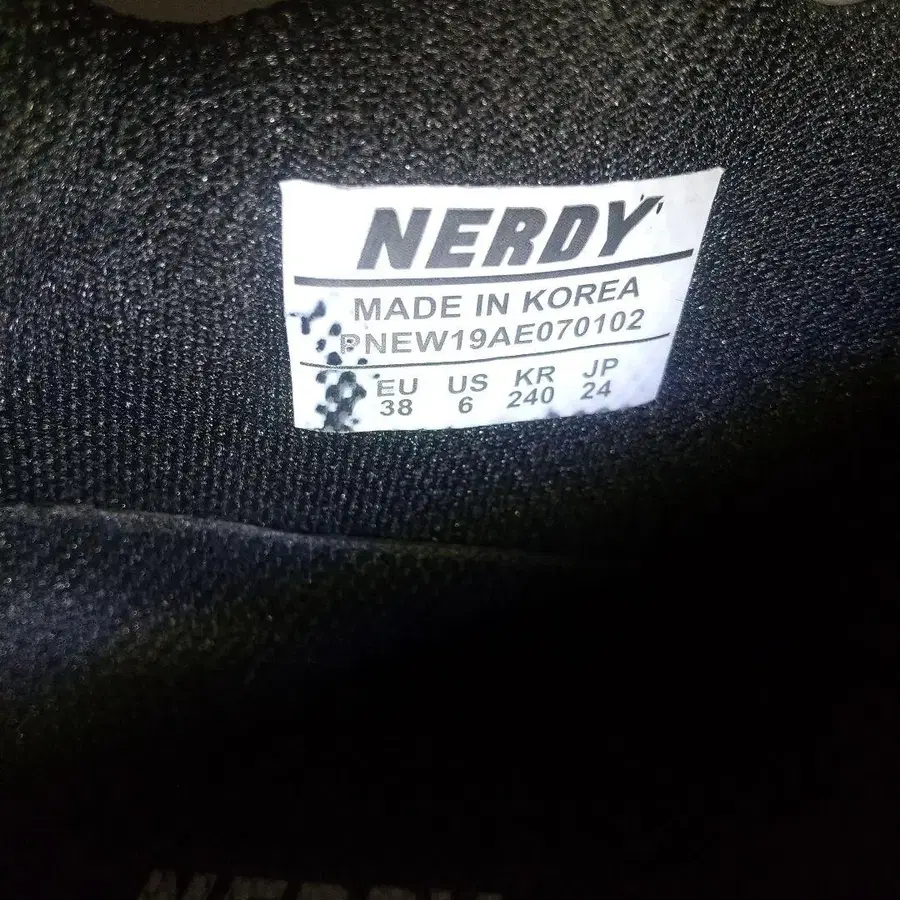 NERDY
MADE IN KOREA
PNEW19AE070102
EU US KR JP
38 6 240 24